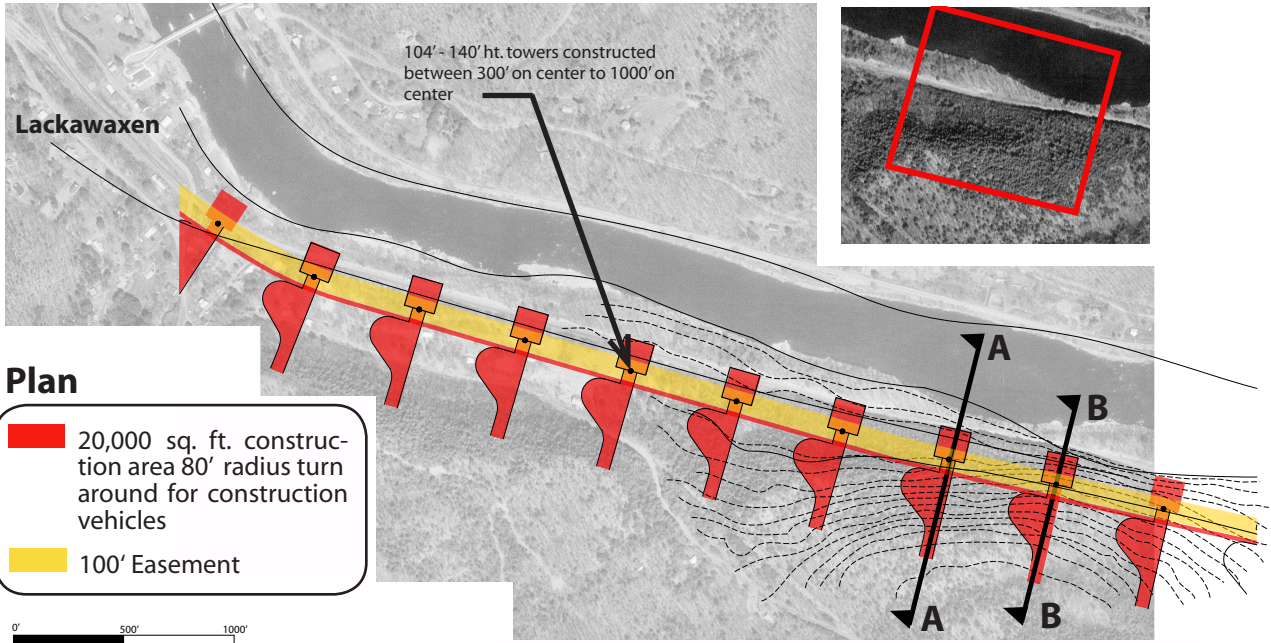 104' - 140' ht. towers constructed
between 300' on center to 1000' on
center
Lackawaxen
A
B
Plan
20,000 sq. ft. construc-
tion area 80' radius turn
around for construction
vehicles
100' Easement
A
B
0' 500' 1000'